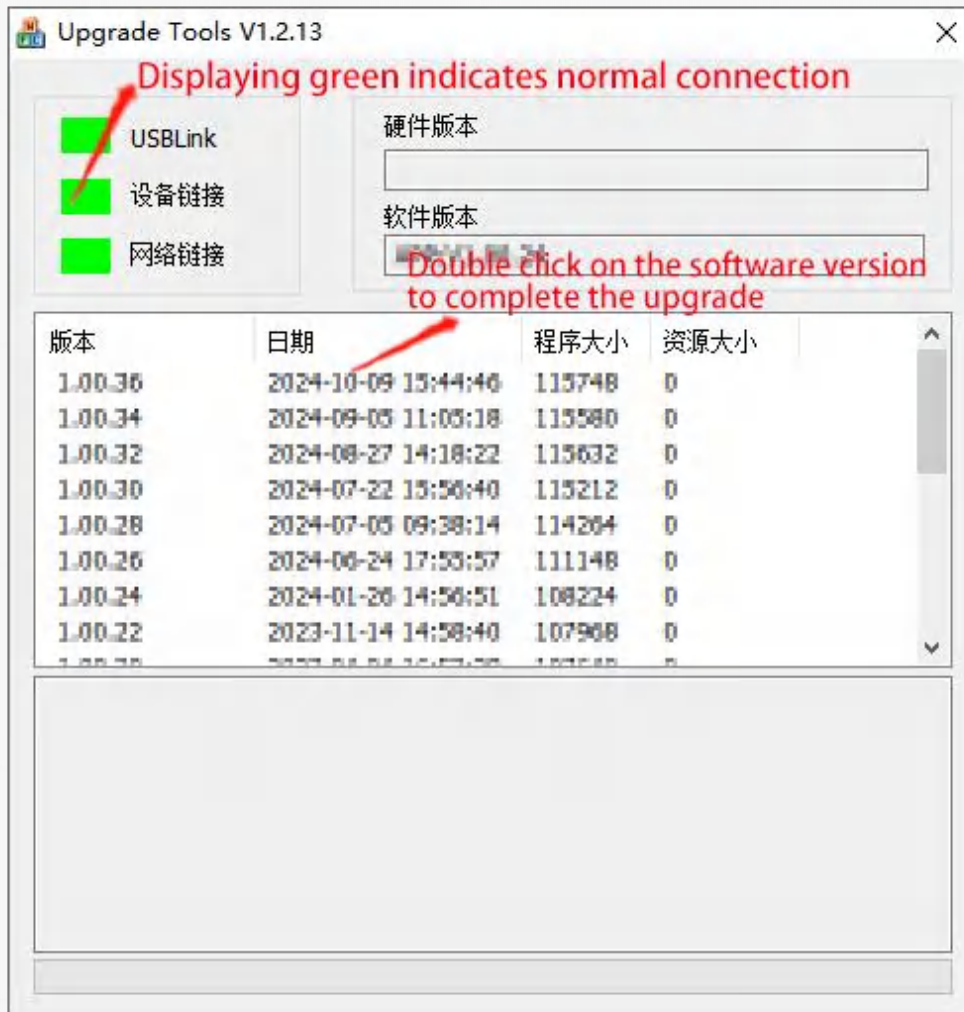 Upgrade Tools V1.2.13
Displaying green indicates normal connection
USBLink
设备链接
网络链接
硬件版本
软件版本
Double click on the software version
to complete the upgrade
版本 日期 程序大小 资源大小
1.00.36 2024-10-09 15:44:46 115748 0
1.00.34 2024-09-05 11:05:18 115580 0
1.00.32 2024-08-27 14:18:22 115632 0
1.00.30 2024-07-22 15:56:40 115212 0
1.00.28 2024-07-05 09:38:14 114264 0
1.00.26 2024-06-24 17:55:57 111148 0
1.00.24 2024-01-26 14:56:51 108224 0
1.00.22 2023-11-14 14:58:40 107968 0